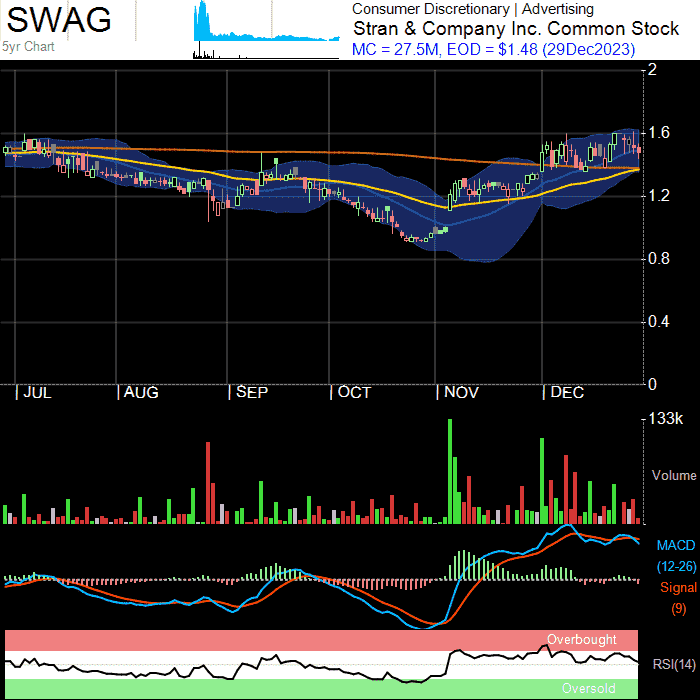 SWAG
5yr Chart
Consumer Discretionary | Advertising
Stran & Company Inc. Common Stock
MC = 27.5M, EOD = $1.48 (29Dec2023)
2
1.6
1.2
0.8
0.4
0
| JUL | AUG | SEP | OCT | NOV | DEC
133k
Volume
MACD
(12-26)
Signal
(9)
Overbought
RSI(14)
Oversold